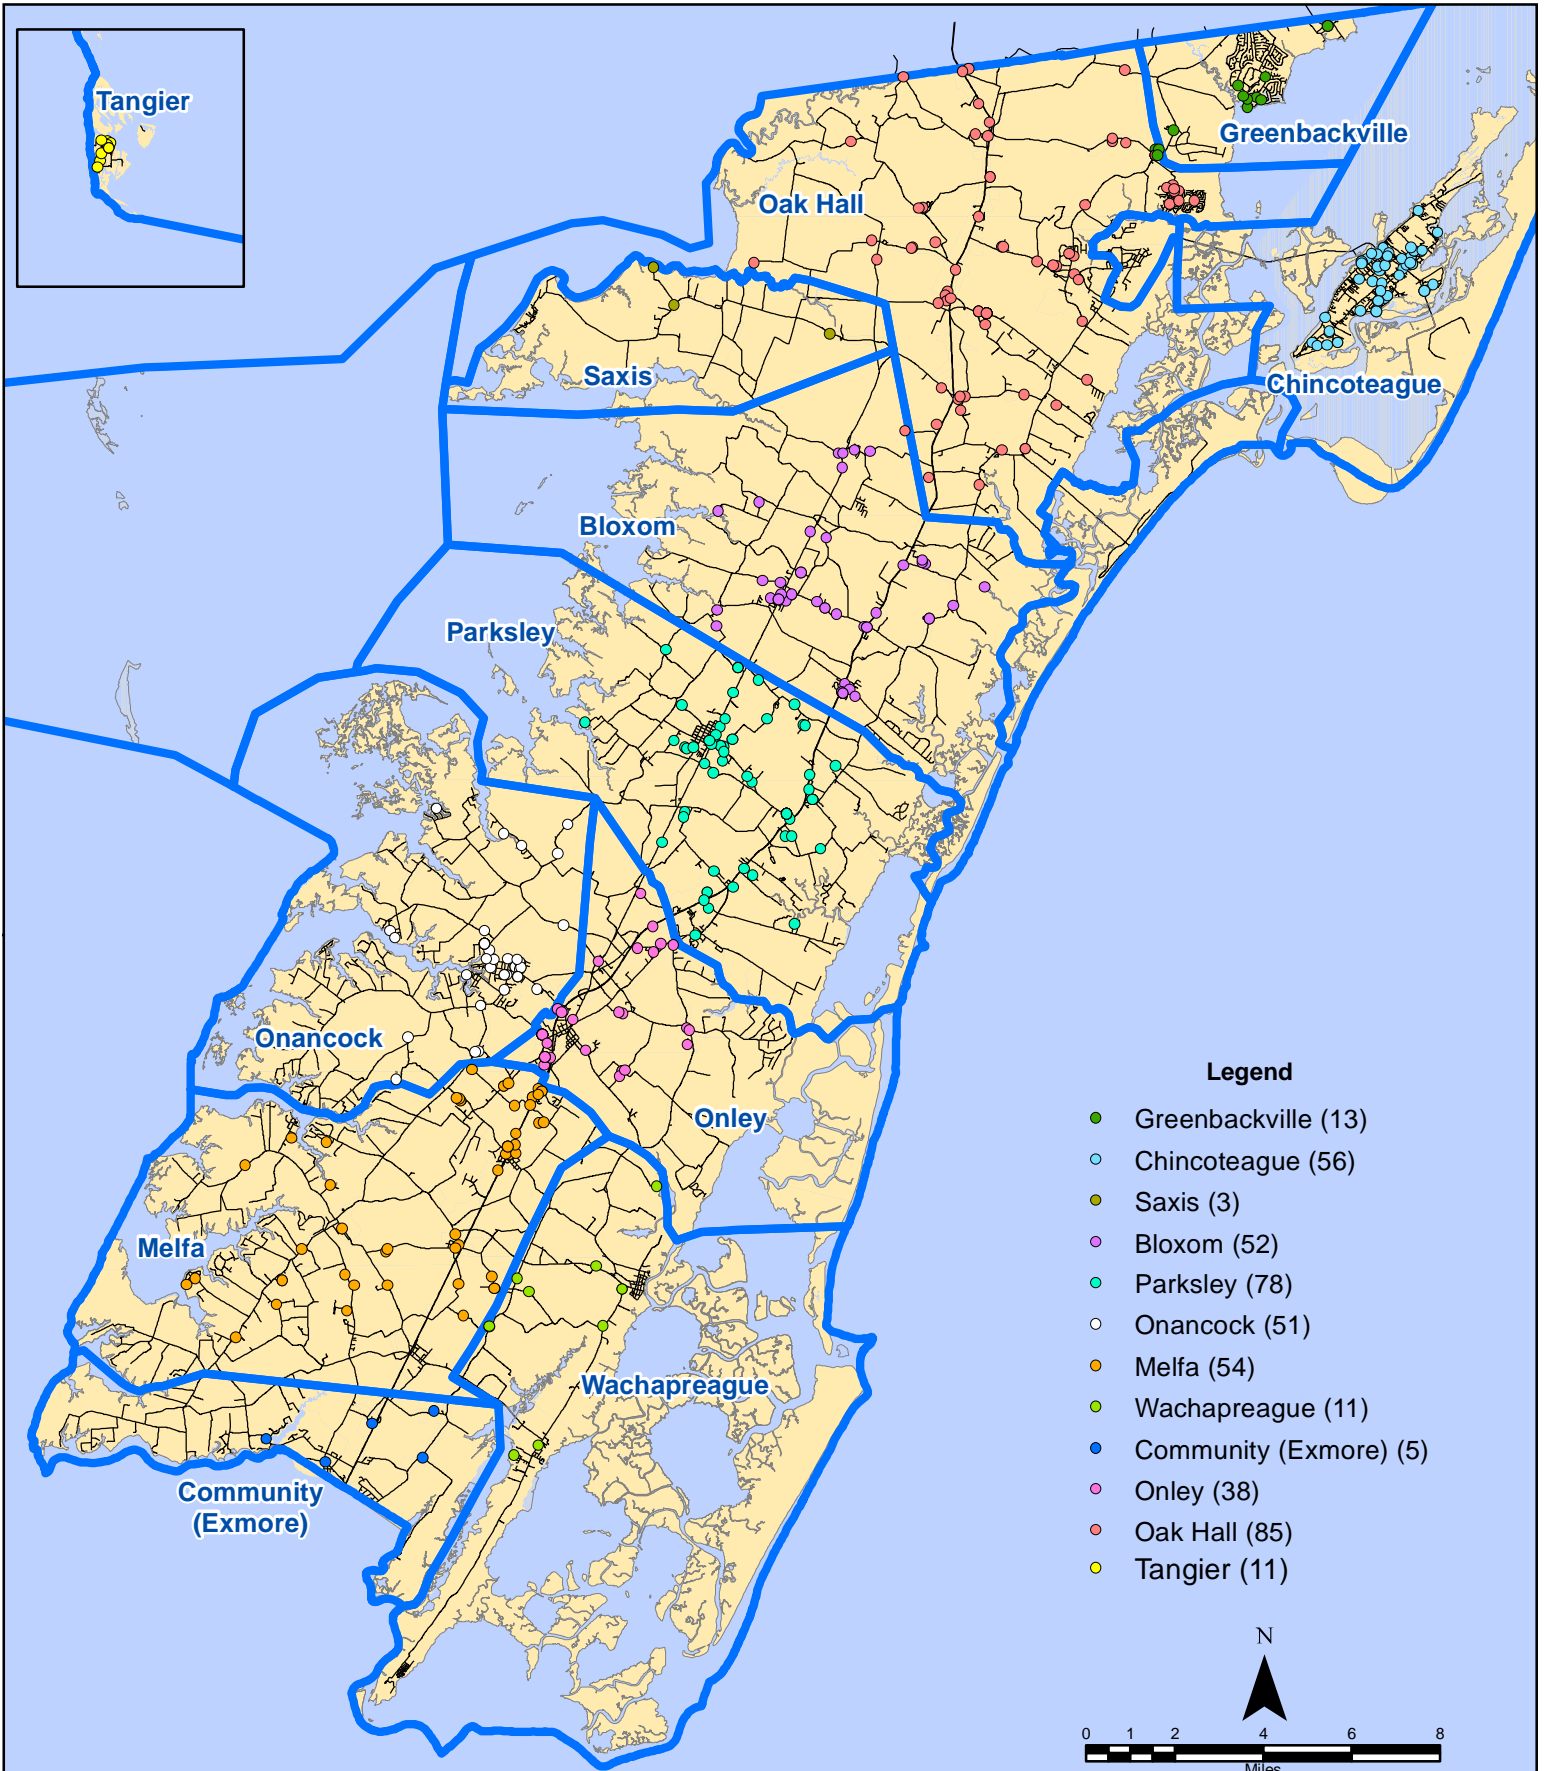 Tangier
Greenbackville
Oak Hall
Saxis
Chincoteague
Bloxom
Parksley
Onancock
Onley
Melfa
Wachapreague
Community
(Exmore)
Legend
Greenbackville (13)
Chincoteague (56)
Saxis (3)
Bloxom (52)
Parksley (78)
Onancock (51)
Melfa (54)
Wachapreague (11)
Community (Exmore) (5)
Onley (38)
Oak Hall (85)
Tangier (11)
N
0 1 2 4 6 8
Miles